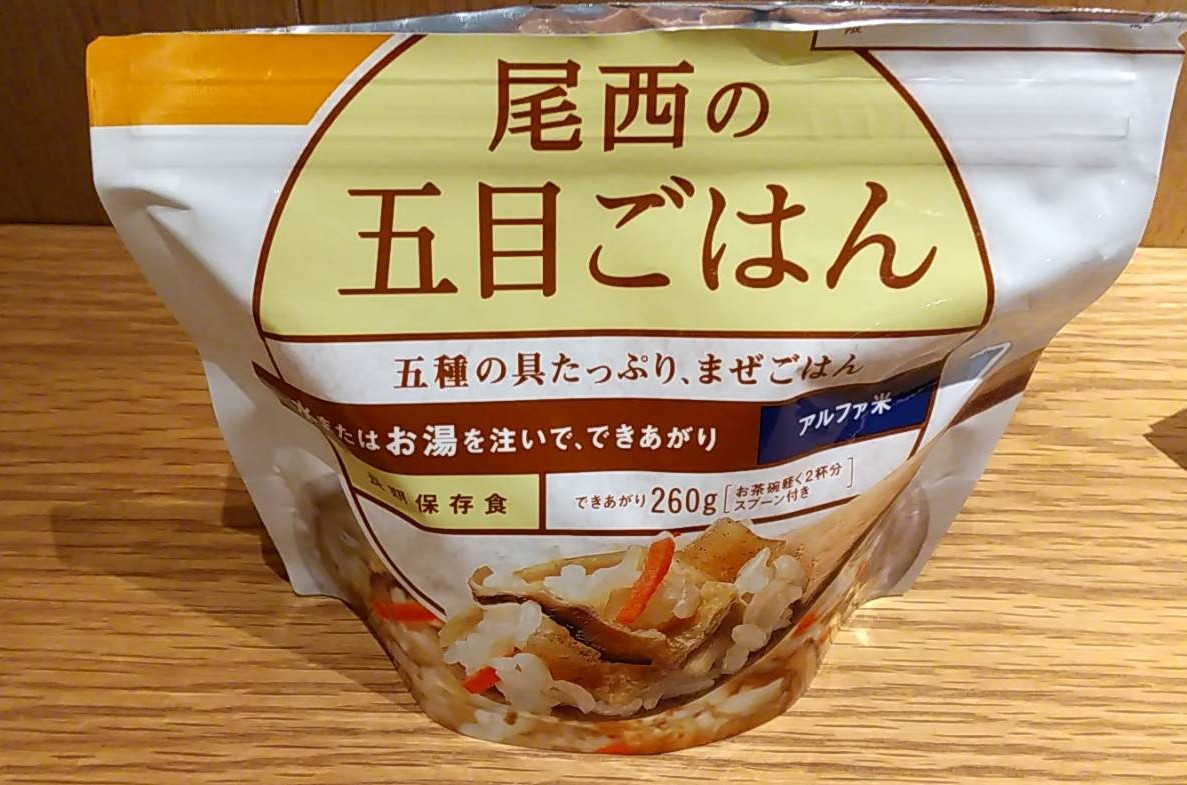 尾西の
五目ごはん
五種の具たっぷり、まぜごはん
水またはお湯を注いで、できあがり
アルファ米
長期保存食
できあがり260g
お茶碗軽く2杯分
スプーン付き